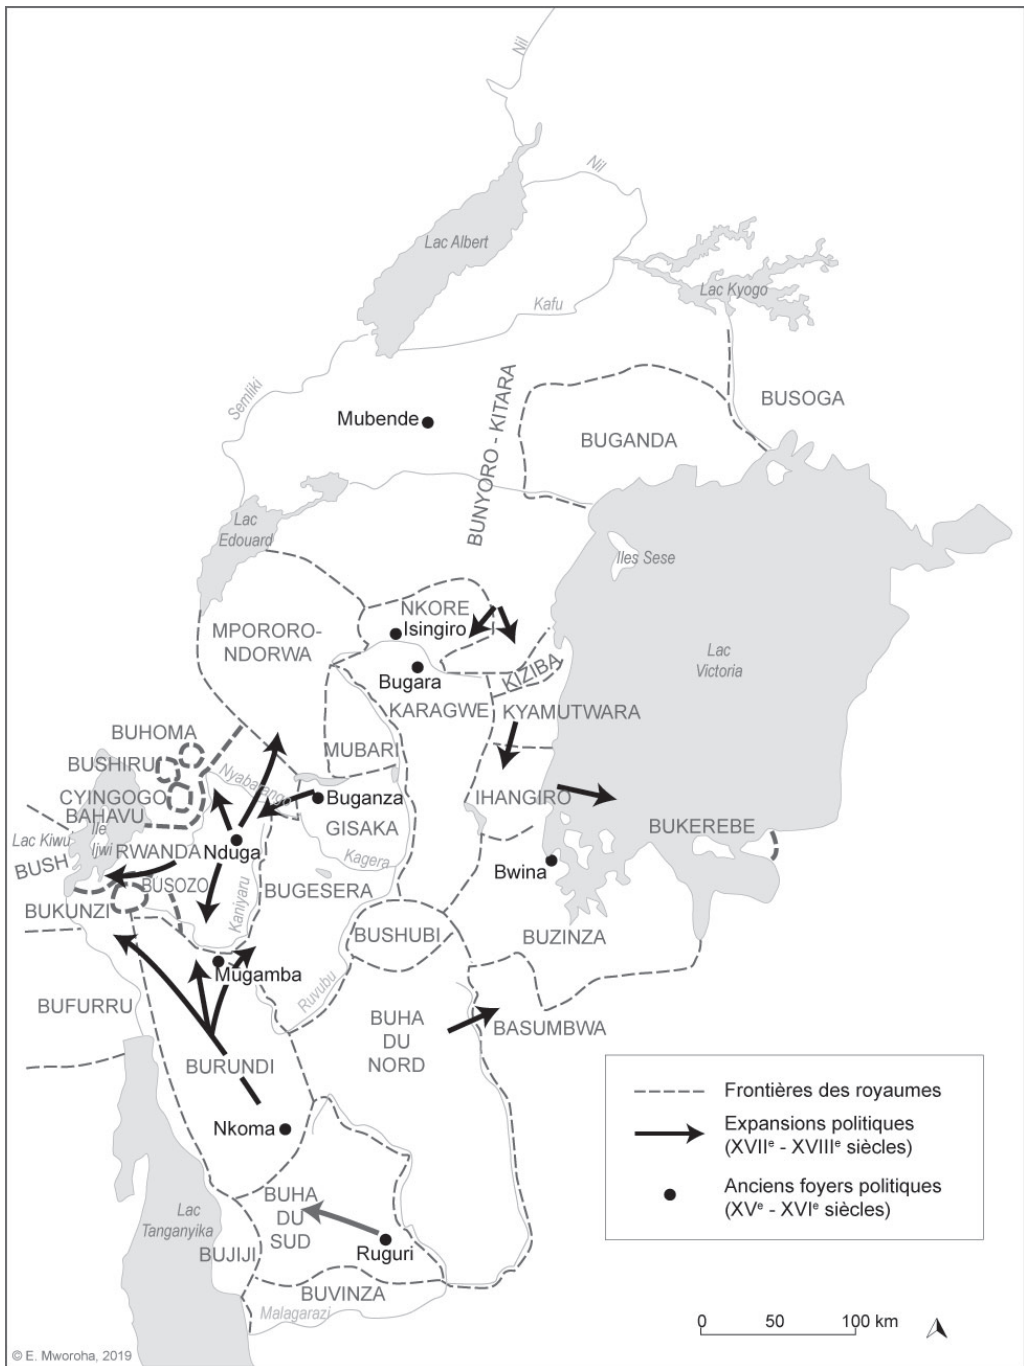 Nil
Nil
Lac Albert
Lac Kyogo
Kafu
Semliki
BUNYORO - KITARA
BUSOGA
Mubende
BUGANDA
Lac
Edouard
Iles Sese
NKORE
Isingiro
MPORORO-
NDORWA
Lac
Victoria
Bugara
KIZIBA
KARAGWE
KYAMUTWARA
BUHOMA
MUBARI
BUSHIRU
Nyabarongo
CYINGOGO
Buganza
IHANGIRO
BAHAVU
GISAKA
BUKEREBE
Lac Kiwu
Ile
Ijwi
RWANDA
Nduga
Kagera
BUSH
Bwina
BUSOZO
BUGESERA
BUKUNZI
Kaniyaru
BUSHUBI
BUZINZA
Mugamba
Ruvubu
BUFURRU
BUHA
DU
NORD
BASUMBWA
BURUNDI
Nkoma
BUHA
DU
SUD
Lac
Tanganyika
BUJIJI
Ruguri
BUVINZA
Malagarazi
Frontières des royaumes
Expansions politiques
(XVIIe - XVIIIe siècles)
Anciens foyers politiques
(XVe - XVIe siècles)
0 50 100 km
© E. Mworoha, 2019